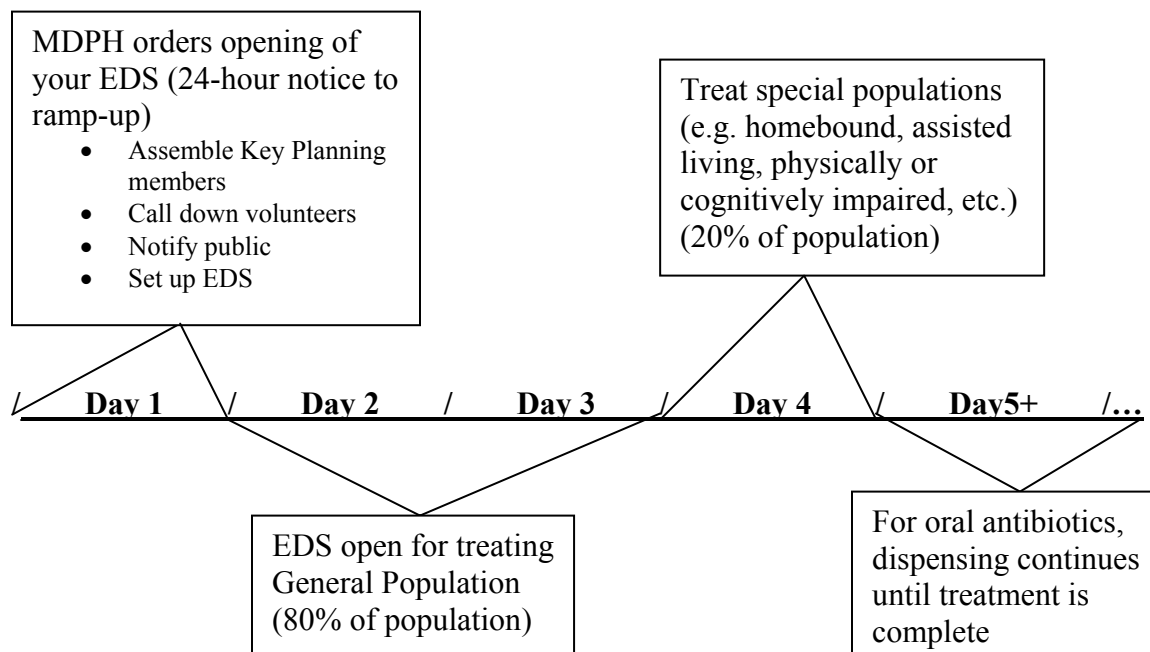 MDPH orders opening of
your EDS (24-hour notice to
ramp-up)
• Assemble Key Planning
members
• Call down volunteers
• Notify public
• Set up EDS
Treat special populations
(e.g. homebound, assisted
living, physically or
cognitively impaired, etc.)
(20% of population)
/ Day 1 / Day 2 / Day 3 / Day 4 / Day5+ /...
EDS open for treating
General Population
(80% of population)
For oral antibiotics,
dispensing continues
until treatment is
complete